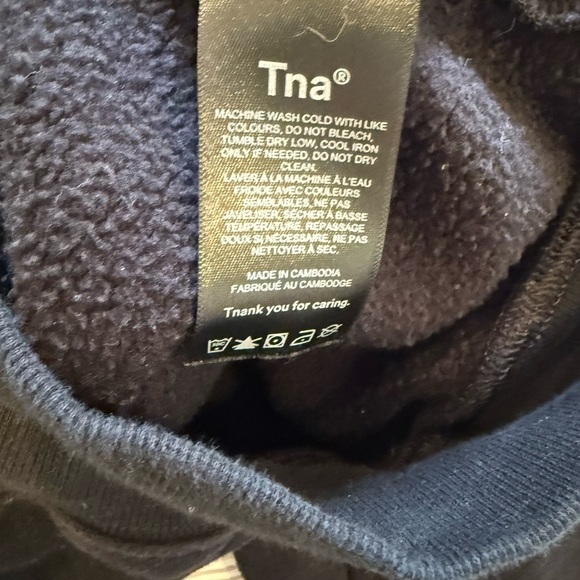 Tna®
MACHINE WASH COLD WITH LIKE
COLOURS, DO NOT BLEACH,
TUMBLE DRY LOW, COOL IRON
ONLY IF NEEDED, DO NOT DRY
CLEAN.
LAVER À LA MACHINE À L'EAU
FROIDE AVEC COULEURS
SEMBLABLES, NE PAS
JAVELISER, SÉCHER À BASSE
TEMPÉRATURE, REPASSAGE
DOUX SI NÉCESSAIRE, NE PAS
NETTOYER À SEC.
MADE IN CAMBODIA
FABRIQUÉ AU CAMBODGE
Tnank you for caring.